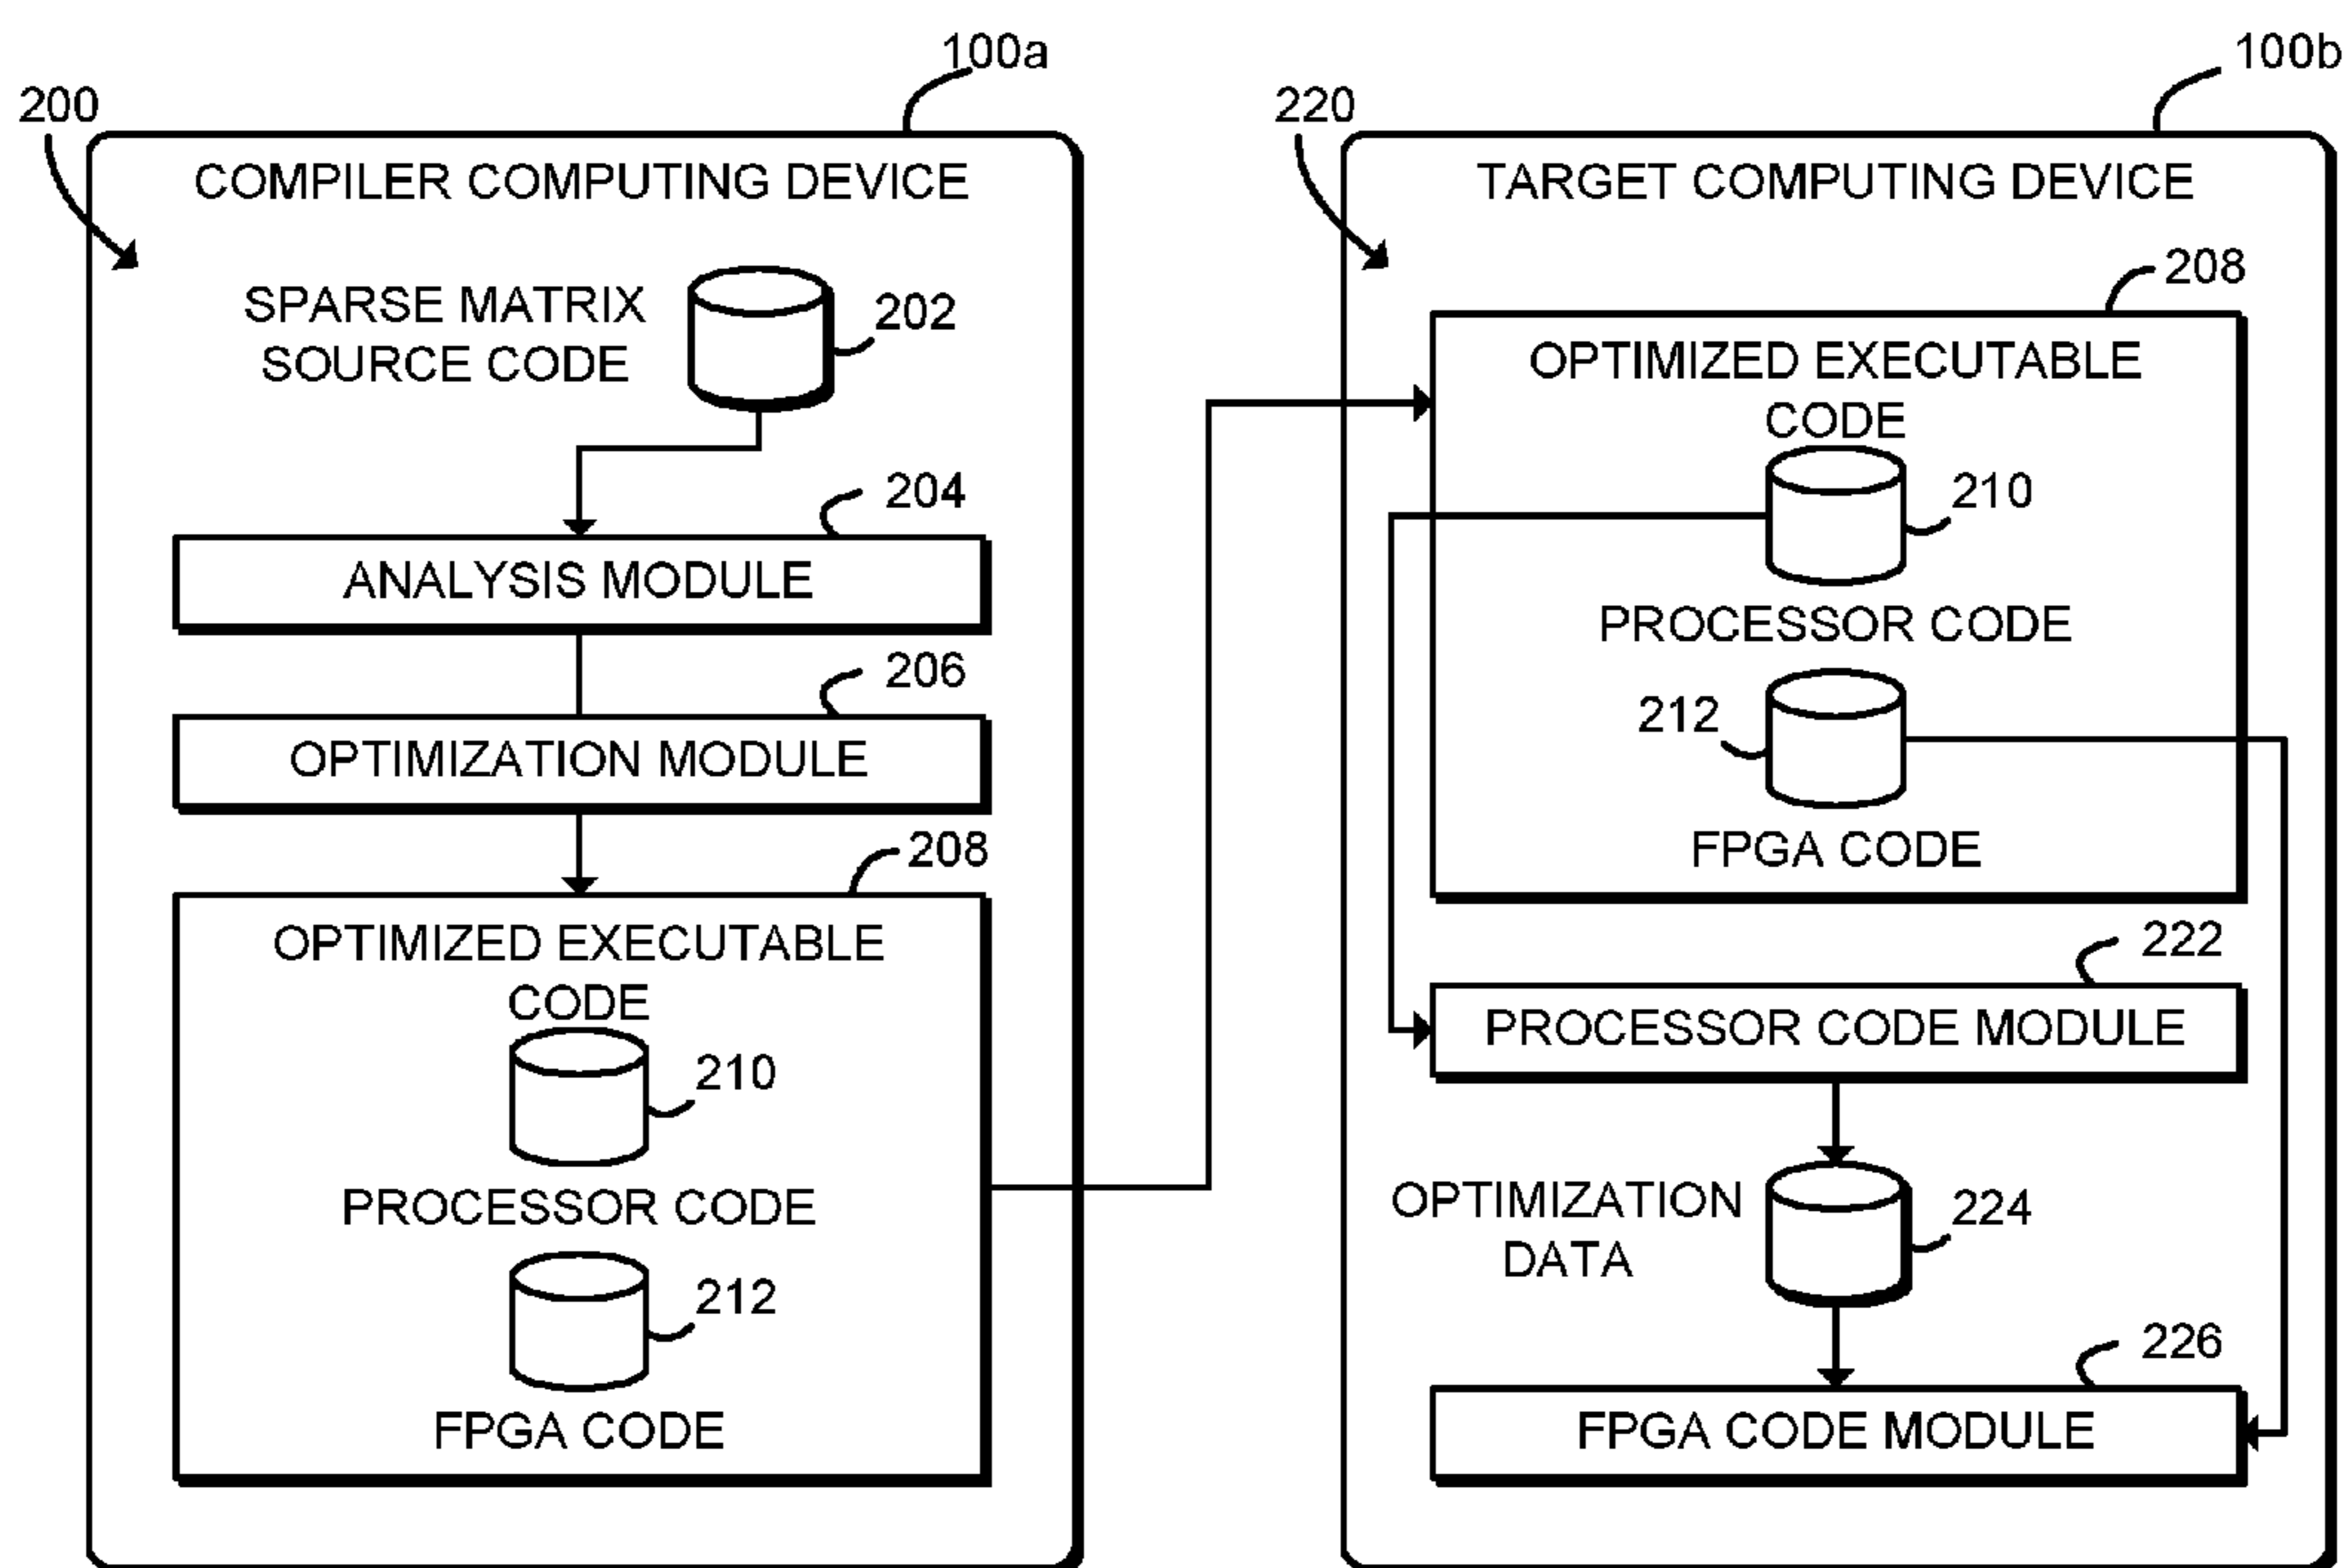 100a
200
COMPILER COMPUTING DEVICE
SPARSE MATRIX
SOURCE CODE
202
204
ANALYSIS MODULE
206
OPTIMIZATION MODULE
208
OPTIMIZED EXECUTABLE
CODE
210
PROCESSOR CODE
212
FPGA CODE
100b
220
TARGET COMPUTING DEVICE
208
OPTIMIZED EXECUTABLE
CODE
210
PROCESSOR CODE
212
FPGA CODE
222
PROCESSOR CODE MODULE
OPTIMIZATION
DATA
224
226
FPGA CODE MODULE